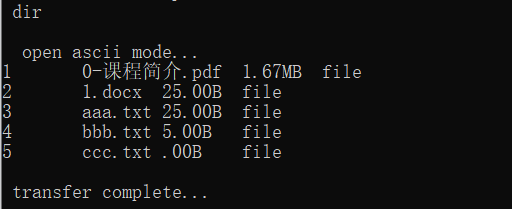 dir
open ascii mode...
1 0-课程简介.pdf 1.67MB file
2 1.docx 25.00B file
3 aaa.txt 25.00B file
4 bbb.txt 5.00B file
5 ccc.txt .00B file
transfer complete...